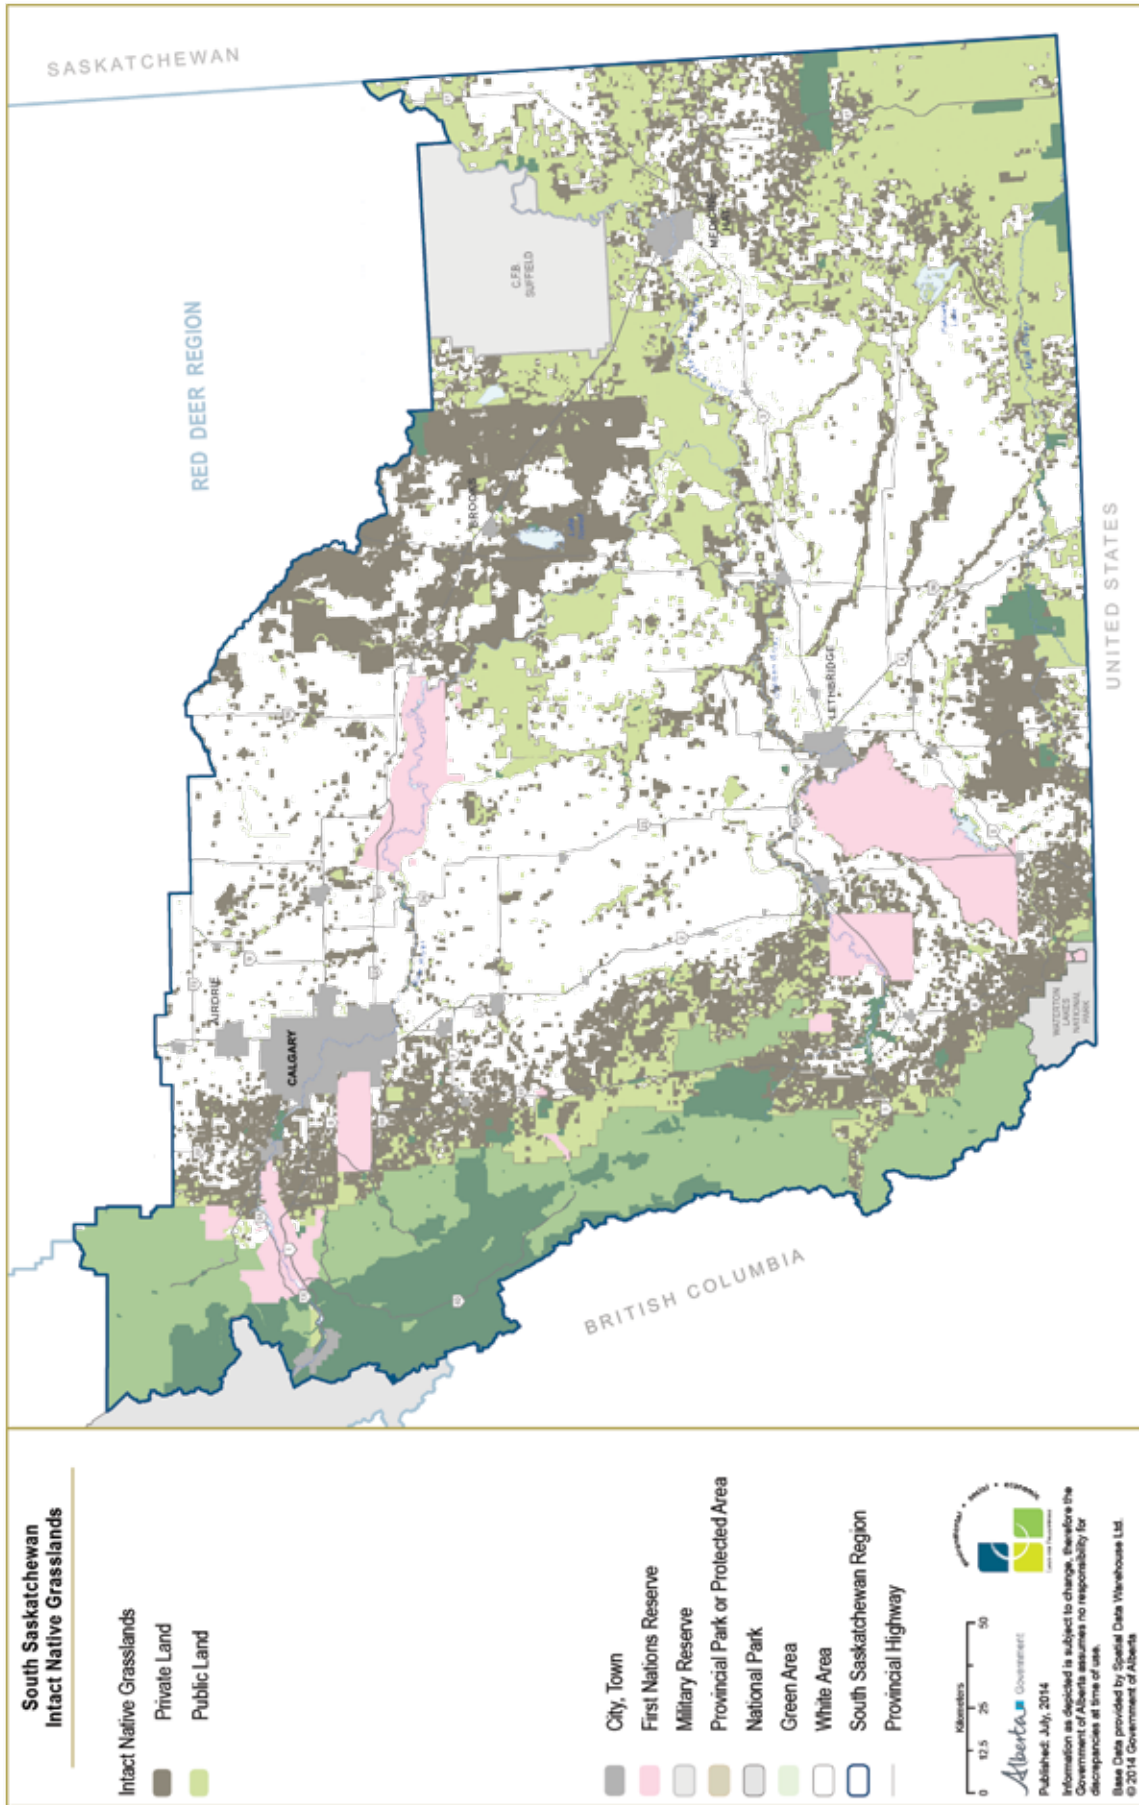 South Saskatchewan
Intact Native Grasslands
Intact Native Grasslands
Private Land
Public Land
City, Town
First Nations Reserve
Military Reserve
Provincial Park or Protected Area
National Park
Green Area
White Area
South Saskatchewan Region
Provincial Highway
Kilometers
0 12.5 25 50
Alberta Government
environmental • social • economic
Published: July, 2014
Information as depicted is subject to change, therefore the
Government of Alberta assumes no responsibility for
discrepancies at time of use.
Base Data provided by Spatial Data Warehouse Ltd.
© 2014 Government of Alberta
SASKATCHEWAN
RED DEER REGION
BRITISH COLUMBIA
UNITED STATES
AIRDRIE
CALGARY
BROOKS
C.F.B.
SUFFIELD
MEDICINE
HAT
LETHBRIDGE
WATERTON
LAKES
NATIONAL
PARK